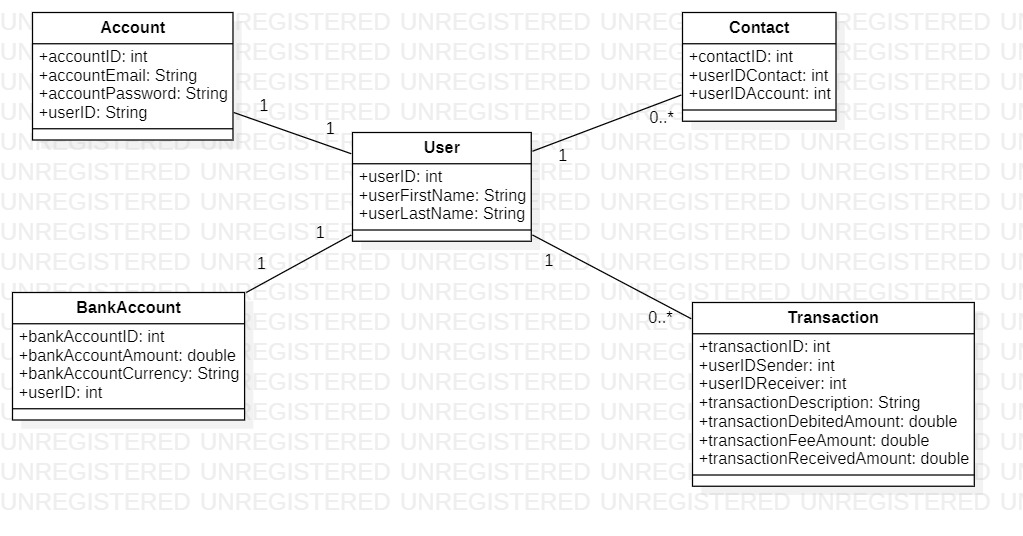 Account
+accountID: int
+accountEmail: String
+accountPassword: String
+userID: String
Contact
+contactID: int
+userIDContact: int
+userIDAccount: int
1
1
0..*
1
User
+userID: int
+userFirstName: String
+userLastName: String
1
1
1
0..*
BankAccount
+bankAccountID: int
+bankAccountAmount: double
+bankAccountCurrency: String
+userID: int
Transaction
+transactionID: int
+userIDSender: int
+userIDReceiver: int
+transactionDescription: String
+transactionDebitedAmount: double
+transactionFeeAmount: double
+transactionReceivedAmount: double
UNREGISTERED UNREGISTERED UNREGISTERED UNREGISTERED UNREGISTERED